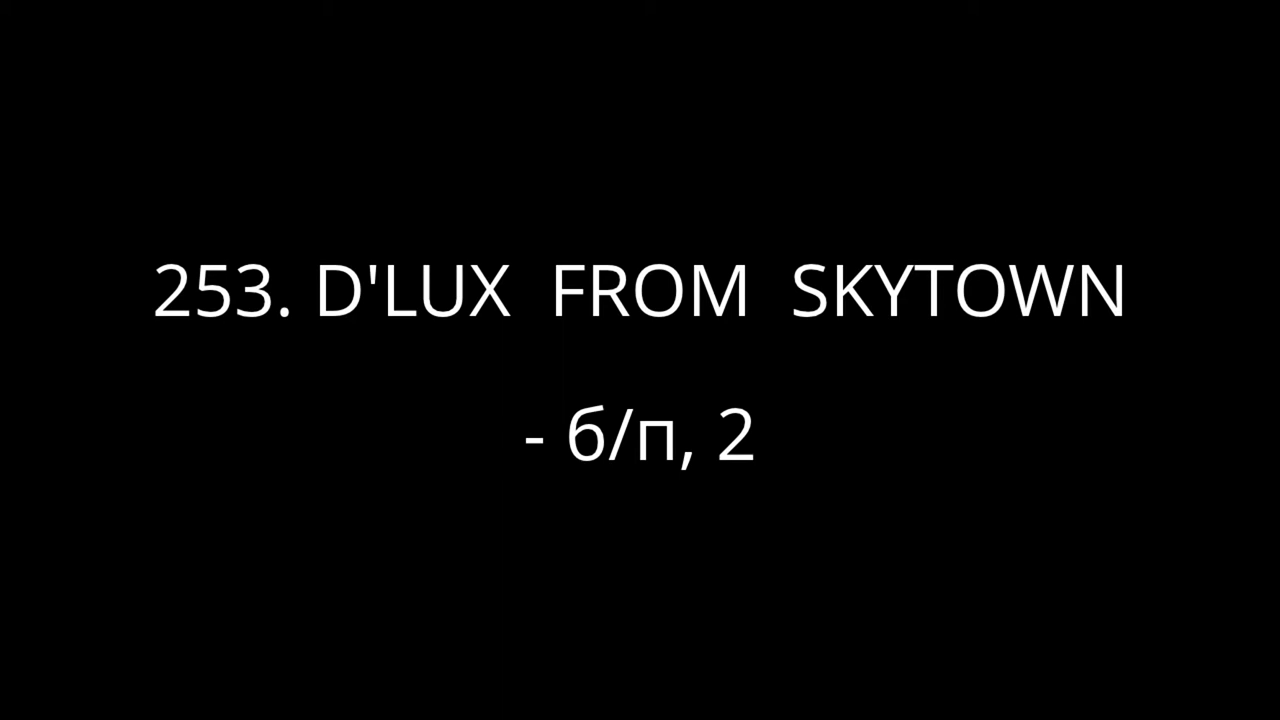 253. D'LUX FROM SKYTOWN
- б/п, 2